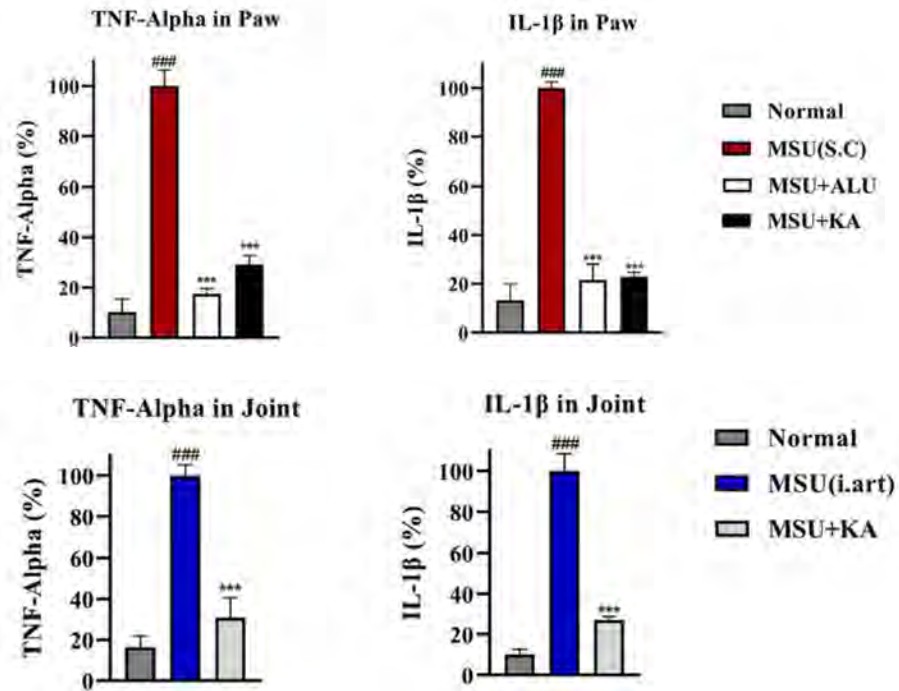 TNF-Alpha in Paw
TNF-Alpha (%)
100
80
60
40
20
0
###
***
***
IL-1β in Paw
IL-1β (%)
100
80
60
40
20
0
###
***
***
Normal
MSU(S.C)
MSU+ALU
MSU+KA
TNF-Alpha in Joint
TNF-Alpha (%)
100
80
60
40
20
0
###
***
IL-1β in Joint
IL-1β (%)
100
80
60
40
20
0
###
***
Normal
MSU(i.art)
MSU+KA